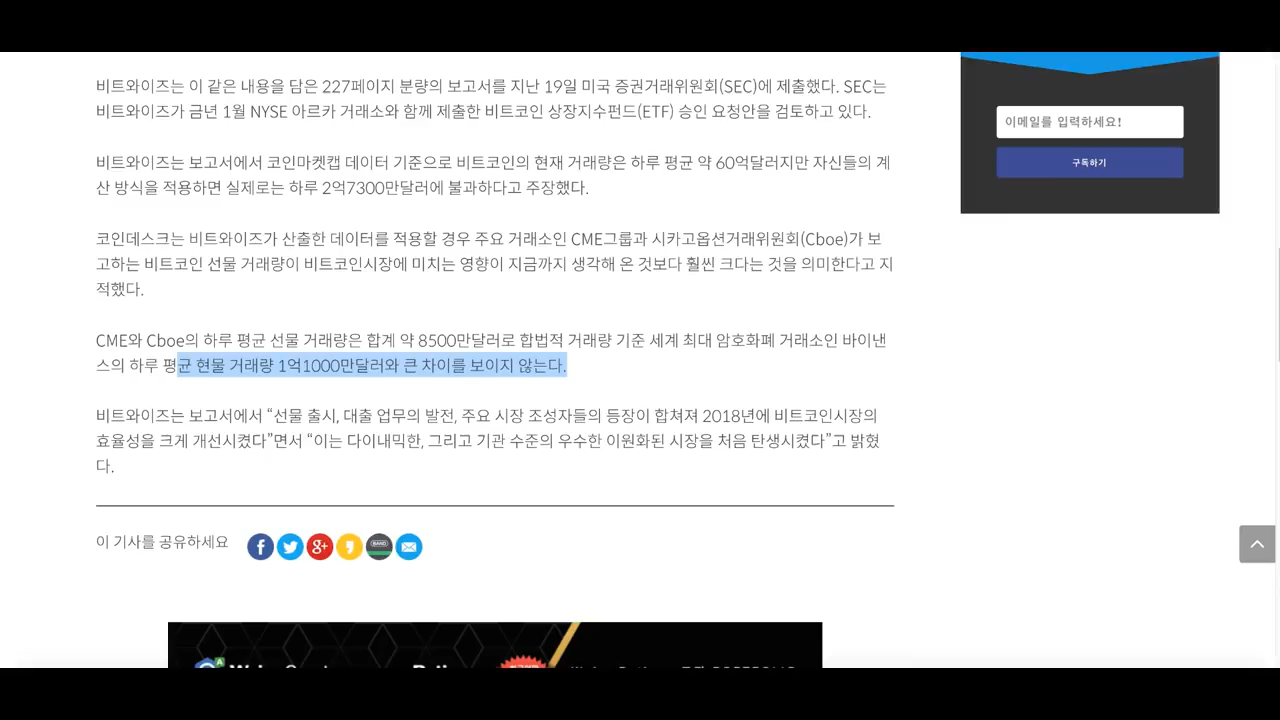 비트와이즈는 이 같은 내용을 담은 227페이지 분량의 보고서를 지난 19일 미국 증권거래위원회(SEC)에 제출했다. SEC는
비트와이즈가 금년 1월 NYSE 아르카 거래소와 함께 제출한 비트코인 상장지수펀드(ETF) 승인 요청안을 검토하고 있다.
비트와이즈는 보고서에서 코인마켓캡 데이터 기준으로 비트코인의 현재 거래량은 하루 평균 약 60억달러지만 자신들의 계
산 방식을 적용하면 실제로는 하루 2억7300만달러에 불과하다고 주장했다.
코인데스크는 비트와이즈가 산출한 데이터를 적용할 경우 주요 거래소인 CME그룹과 시카고옵션거래위원회(Cboe)가 보
고하는 비트코인 선물 거래량이 비트코인시장에 미치는 영향이 지금까지 생각해 온 것보다 훨씬 크다는 것을 의미한다고 지
적했다.
CME와 Cboe의 하루 평균 선물 거래량은 합계 약 8500만달러로 합법적 거래량 기준 세계 최대 암호화폐 거래소인 바이낸
스의 하루 평균 현물 거래량 1억1000만달러와 큰 차이를 보이지 않는다.
비트와이즈는 보고서에서 “선물 출시, 대출 업무의 발전, 주요 시장 조성자들의 등장이 합쳐져 2018년에 비트코인시장의
효율성을 크게 개선시켰다”면서 “이는 다이내믹한, 그리고 기관 수준의 우수한 이원화된 시장을 처음 탄생시켰다”고 밝혔
다.
이 기사를 공유하세요
BAND
이메일를 입력하세요!
구독하기